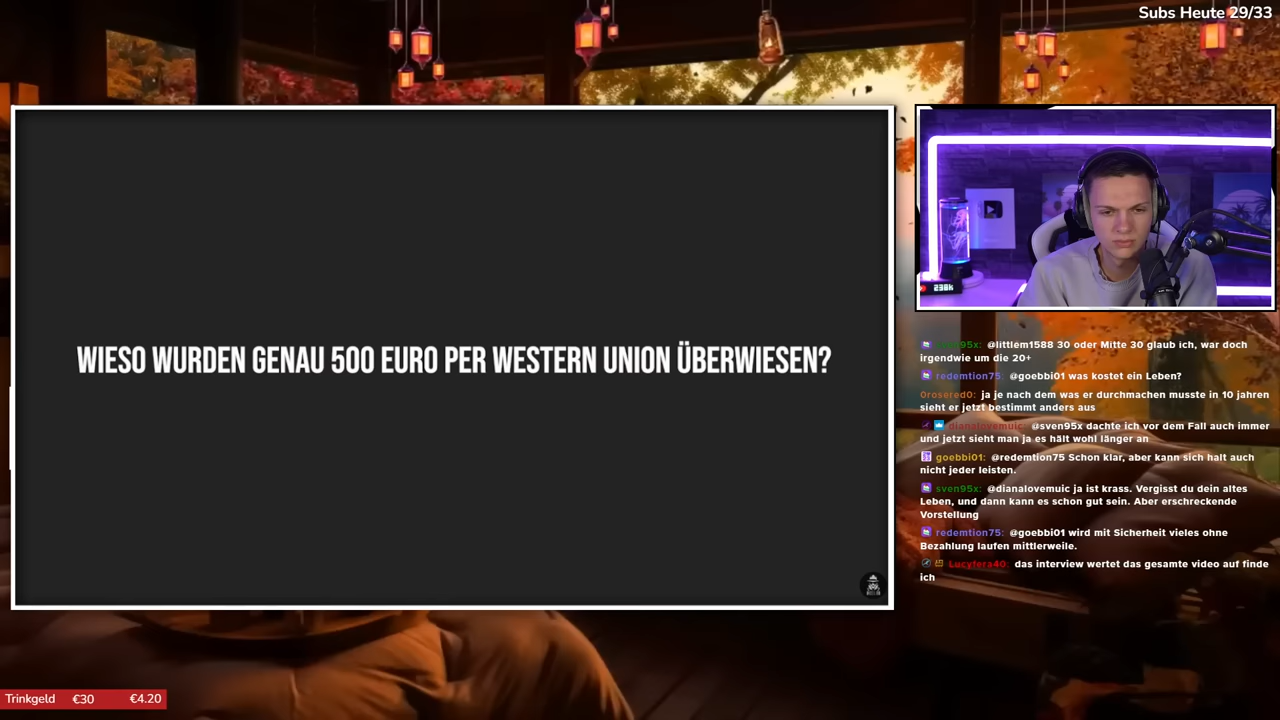 Subs Heute 29/33
WIESO WURDEN GENAU 500 EURO PER WESTERN UNION ÜBERWIESEN?
238k
sven95x: @littlem1588 30 oder Mitte 30 glaub ich, war doch
irgendwie um die 20+
redemtion75: @goebbi01 was kostet ein Leben?
0rosered0: ja je nach dem was er durchmachen musste in 10 jahren
sieht er jetzt bestimmt anders aus
dianalovemuic: @sven95x dachte ich vor dem Fall auch immer
und jetzt sieht man ja es hält wohl länger an
goebbi01: @redemtion75 Schon klar, aber kann sich halt auch
nicht jeder leisten.
sven95x: @dianalovemuic ja ist krass. Vergisst du dein altes
Leben, und dann kann es schon gut sein. Aber erschreckende
Vorstellung
redemtion75: @goebbi01 wird mit Sicherheit vieles ohne
Bezahlung laufen mittlerweile.
Lucyfera40: das interview wertet das gesamte video auf finde
ich
Trinkgeld €30 €4.20